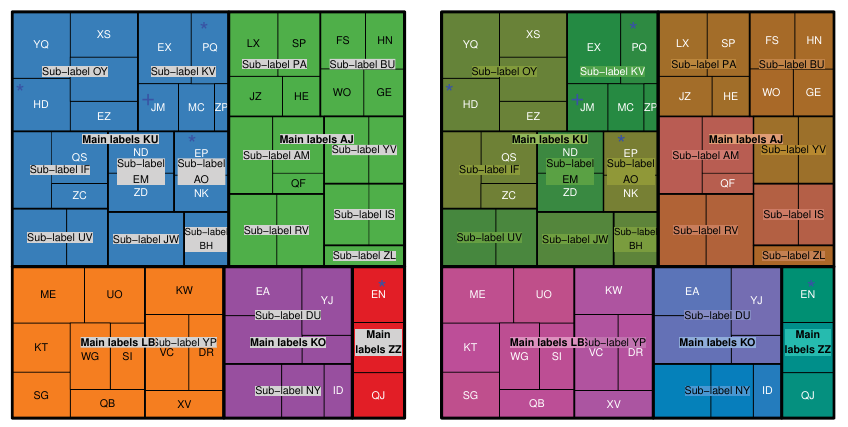 YQ
XS
EX
PQ
LX
SP
FS
HN
Sub-label OY
Sub-label KV
Sub-label PA
Sub-label BU
HD
EZ
JM
MC
ZP
JZ
HE
WO
GE
Main labels KU
Main labels AJ
QS
ND
EP
Sub-label IF
Sub-label
EM
Sub-label
AO
Sub-label AM
Sub-label YV
ZC
ZD
NK
QF
Sub-label UV
Sub-label JW
Sub-label
BH
Sub-label RV
Sub-label IS
Sub-label ZL
ME
UO
KW
EA
YJ
EN
Sub-label DU
KT
Main labels LB
Sub-label YP
Main labels KO
Main
labels ZZ
WG
SI
VC
DR
SG
QB
XV
Sub-label NY
ID
QJ
YQ
XS
EX
PQ
LX
SP
FS
HN
Sub-label OY
Sub-label KV
Sub-label PA
Sub-label BU
HD
EZ
JM
MC
ZP
JZ
HE
WO
GE
Main labels KU
Main labels AJ
QS
ND
EP
Sub-label IF
Sub-label
EM
Sub-label
AO
Sub-label AM
Sub-label YV
ZC
ZD
NK
QF
Sub-label UV
Sub-label JW
Sub-label
BH
Sub-label RV
Sub-label IS
Sub-label ZL
ME
UO
KW
EA
YJ
EN
Sub-label DU
KT
Main labels LB
Sub-label YP
Main labels KO
Main
labels ZZ
WG
SI
VC
DR
SG
QB
XV
Sub-label NY
ID
QJ